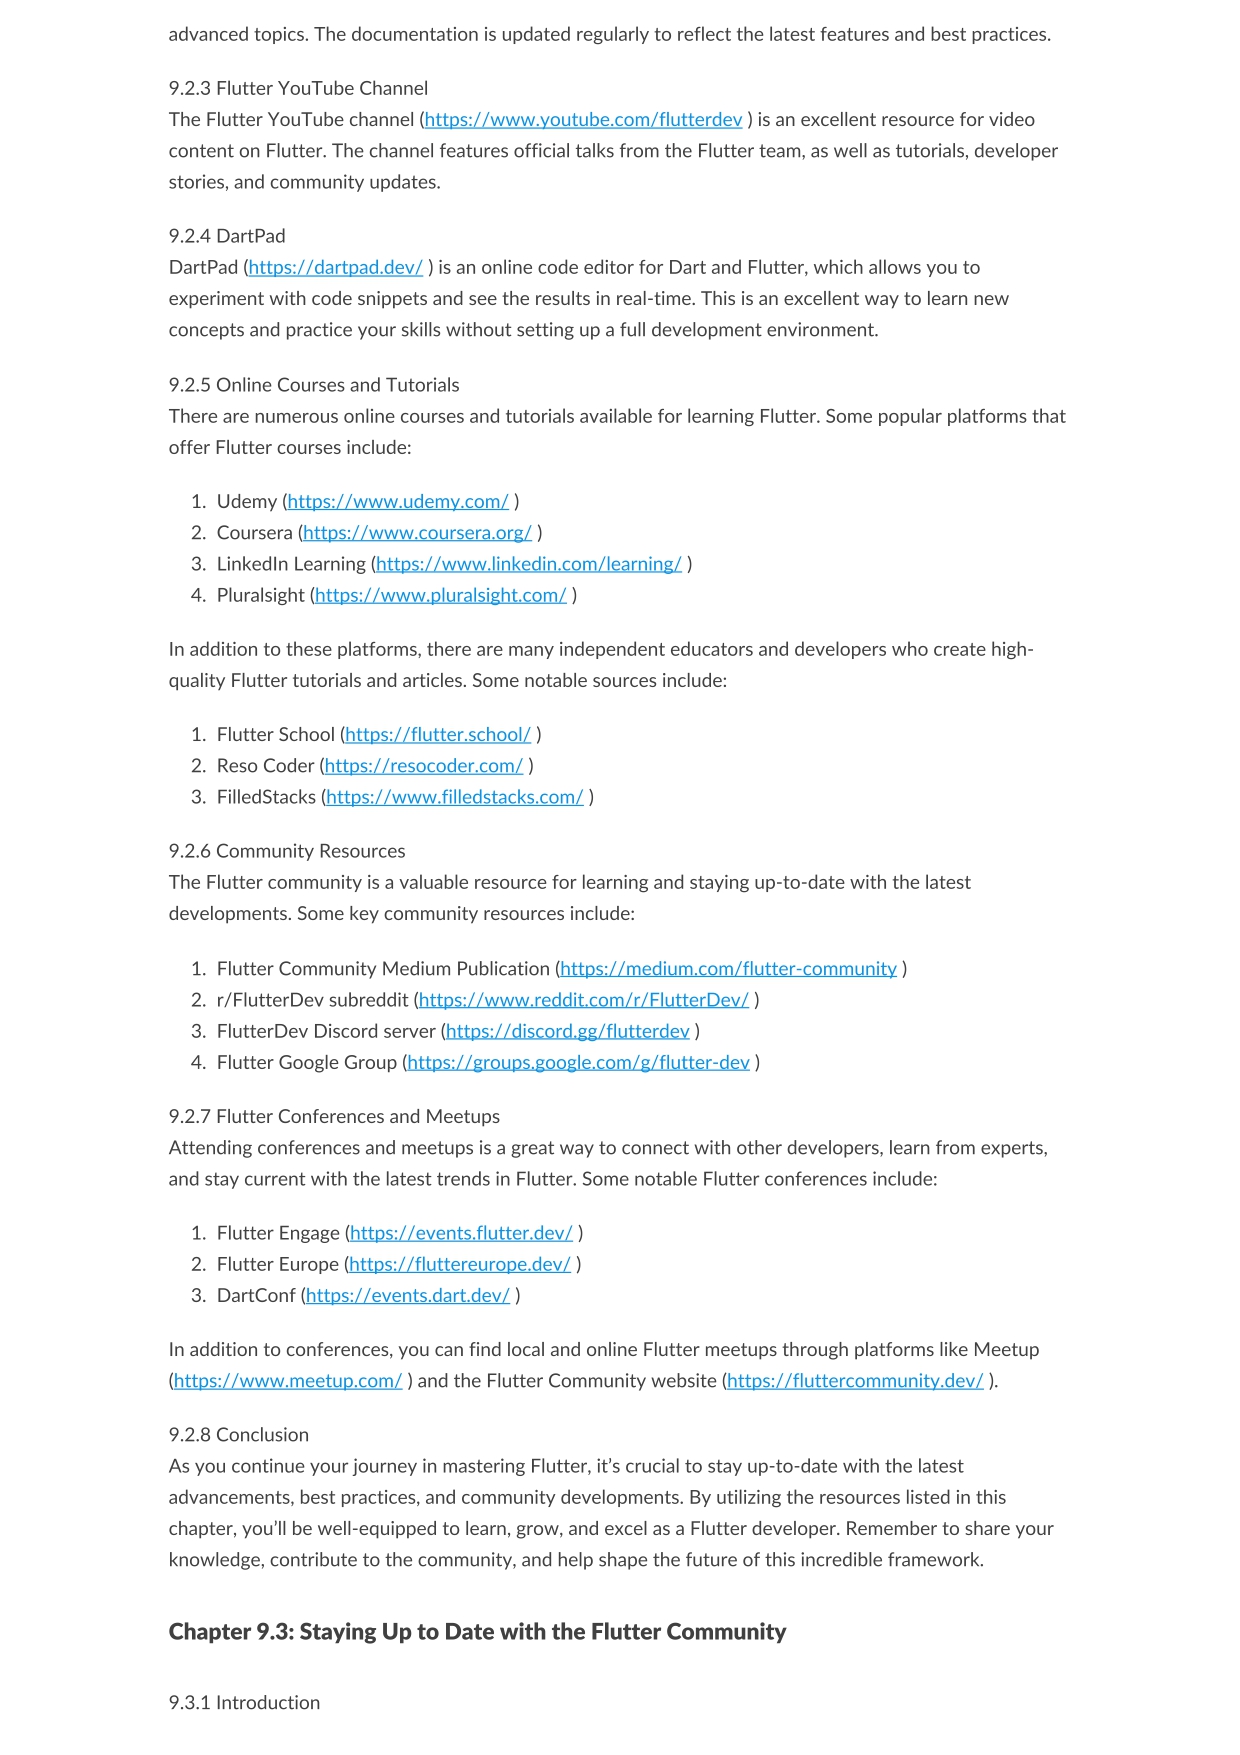 advanced topics. The documentation is updated regularly to reflect the latest features and best practices.
9.2.3 Flutter YouTube Channel
The Flutter YouTube channel (https://www.youtube.com/flutterdev ) is an excellent resource for video
content on Flutter. The channel features official talks from the Flutter team, as well as tutorials, developer
stories, and community updates.
9.2.4 DartPad
DartPad (https://dartpad.dev/ ) is an online code editor for Dart and Flutter, which allows you to
experiment with code snippets and see the results in real-time. This is an excellent way to learn new
concepts and practice your skills without setting up a full development environment.
9.2.5 Online Courses and Tutorials
There are numerous online courses and tutorials available for learning Flutter. Some popular platforms that
offer Flutter courses include:
1. Udemy (https://www.udemy.com/ )
2. Coursera (https://www.coursera.org/ )
3. LinkedIn Learning (https://www.linkedin.com/learning/ )
4. Pluralsight (https://www.pluralsight.com/ )
In addition to these platforms, there are many independent educators and developers who create high-
quality Flutter tutorials and articles. Some notable sources include:
1. Flutter School (https://flutter.school/ )
2. Reso Coder (https://resocoder.com/ )
3. FilledStacks (https://www.filledstacks.com/ )
9.2.6 Community Resources
The Flutter community is a valuable resource for learning and staying up-to-date with the latest
developments. Some key community resources include:
1. Flutter Community Medium Publication (https://medium.com/flutter-community )
2. r/FlutterDev subreddit (https://www.reddit.com/r/FlutterDev/ )
3. FlutterDev Discord server (https://discord.gg/flutterdev )
4. Flutter Google Group (https://groups.google.com/g/flutter-dev )
9.2.7 Flutter Conferences and Meetups
Attending conferences and meetups is a great way to connect with other developers, learn from experts,
and stay current with the latest trends in Flutter. Some notable Flutter conferences include:
1. Flutter Engage (https://events.flutter.dev/ )
2. Flutter Europe (https://fluttereurope.dev/ )
3. DartConf (https://events.dart.dev/ )
In addition to conferences, you can find local and online Flutter meetups through platforms like Meetup
(https://www.meetup.com/ ) and the Flutter Community website (https://fluttercommunity.dev/ ).
9.2.8 Conclusion
As you continue your journey in mastering Flutter, it’s crucial to stay up-to-date with the latest
advancements, best practices, and community developments. By utilizing the resources listed in this
chapter, you’ll be well-equipped to learn, grow, and excel as a Flutter developer. Remember to share your
knowledge, contribute to the community, and help shape the future of this incredible framework.
Chapter 9.3: Staying Up to Date with the Flutter Community
9.3.1 Introduction